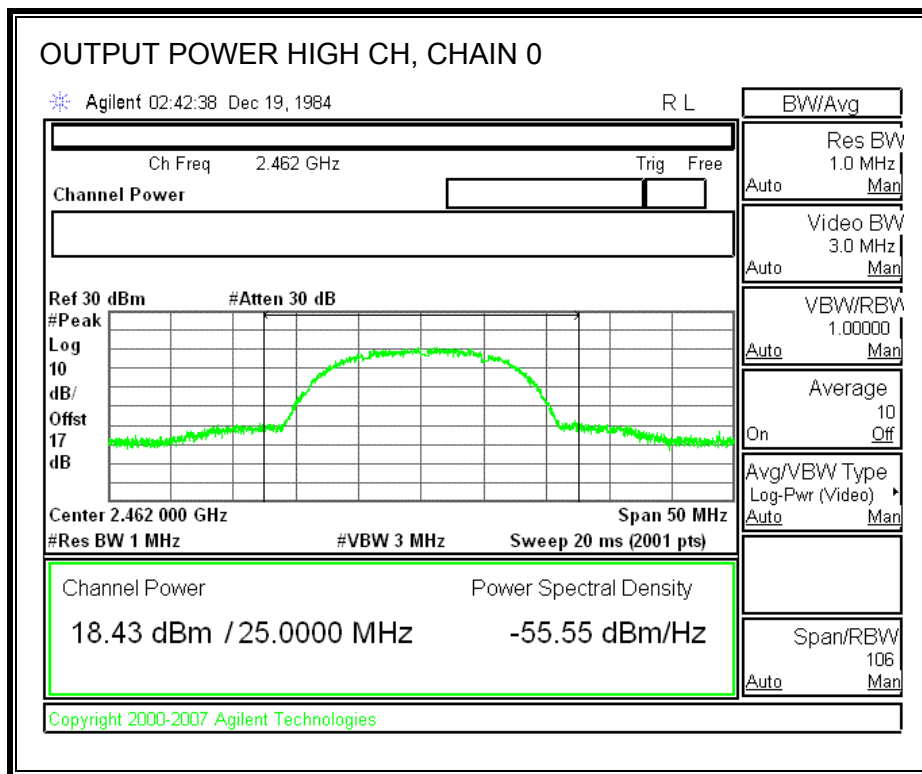 OUTPUT POWER HIGH CH, CHAIN 0
Agilent 02:42:38 Dec 19, 1984 R L
Ch Freq 2.462 GHz Trig Free
Channel Power
Ref 30 dBm #Atten 30 dB
#Peak
Log
10
dB/
Offst
17
dB
Center 2.462 000 GHz Span 50 MHz
#Res BW 1 MHz #VBW 3 MHz Sweep 20 ms (2001 pts)
Channel Power Power Spectral Density
18.43 dBm / 25.0000 MHz -55.55 dBm/Hz
Copyright 2000-2007 Agilent Technologies
BW/Avg
Res BW
1.0 MHz
Auto Man
Video BW
3.0 MHz
Auto Man
VBW/RBW
1.00000
Auto Man
Average
10
On Off
Avg/VBW Type
Log-Pwr (Video)
Auto Man
Span/RBW
106
Auto Man